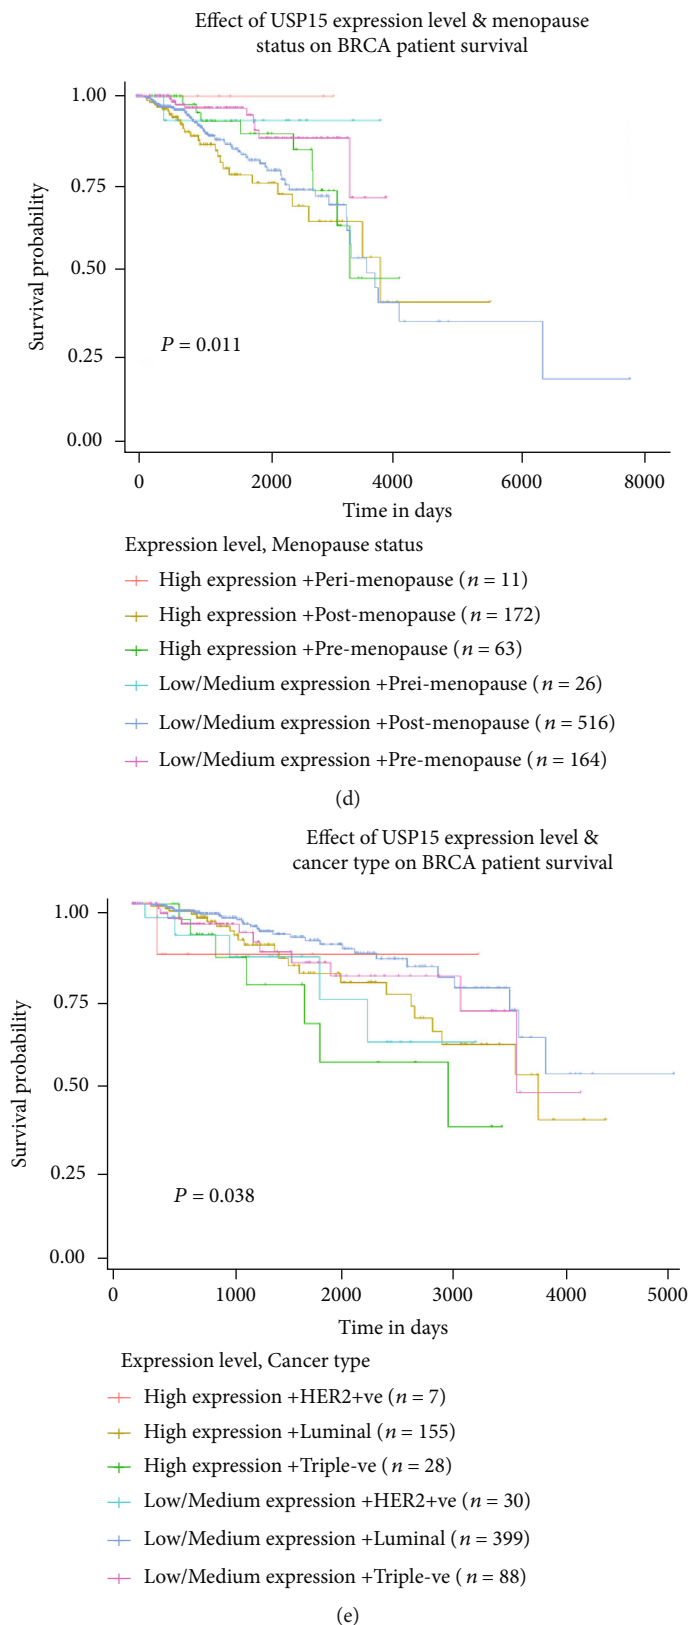 Effect of USP15 expression level & menopause
status on BRCA patient survival
1.00
0.75
0.50
0.25
0.00
Survival probability
P = 0.011
0 2000 4000 6000 8000
Time in days
Expression level, Menopause status
High expression +Peri-menopause (n = 11)
High expression +Post-menopause (n = 172)
High expression +Pre-menopause (n = 63)
Low/Medium expression +Prei-menopause (n = 26)
Low/Medium expression +Post-menopause (n = 516)
Low/Medium expression +Pre-menopause (n = 164)
(d)
Effect of USP15 expression level &
cancer type on BRCA patient survival
1.00
0.75
0.50
0.25
0.00
Survival probability
P = 0.038
0 1000 2000 3000 4000 5000
Time in days
Expression level, Cancer type
High expression +HER2+ve (n = 7)
High expression +Luminal (n = 155)
High expression +Triple-ve (n = 28)
Low/Medium expression +HER2+ve (n = 30)
Low/Medium expression +Luminal (n = 399)
Low/Medium expression +Triple-ve (n = 88)
(e)